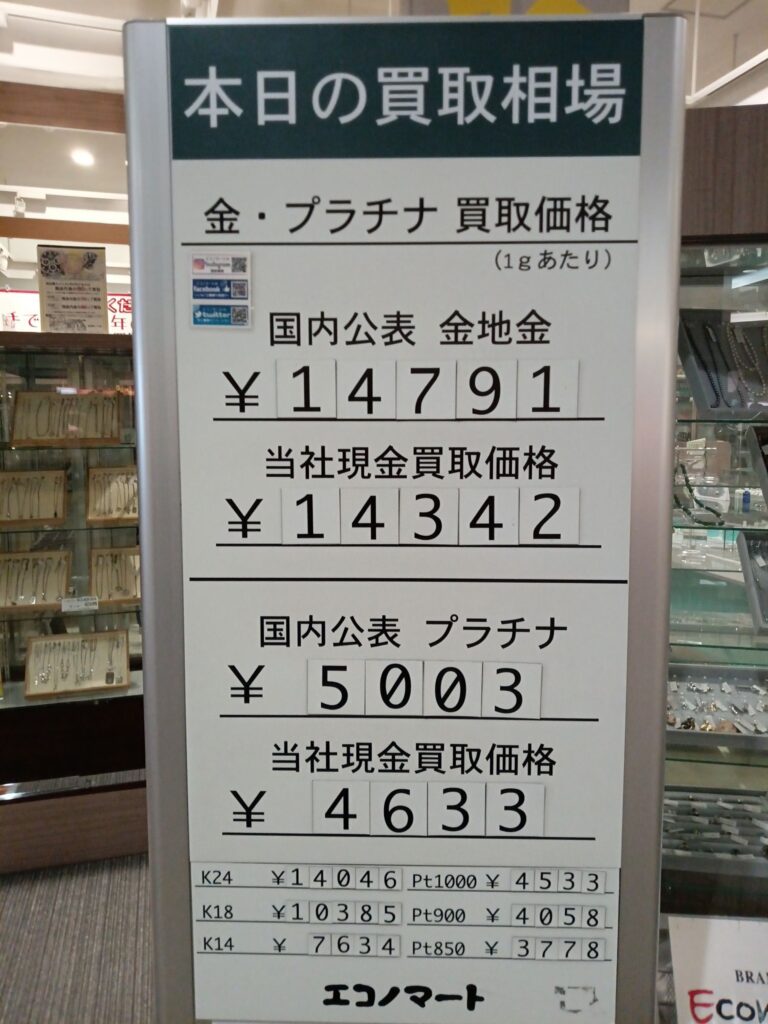 本日の買取相場
金・プラチナ 買取価格
(1gあたり)
Instagram
facebook
twitter
国内公表 金地金
¥14791
当社現金買取価格
¥14342
国内公表 プラチナ
¥5003
当社現金買取価格
¥4633
K24 ¥14046 Pt1000 ¥4533
K18 ¥10385 Pt900 ¥4058
K14 ¥7634 Pt850 ¥3778
エコノマート